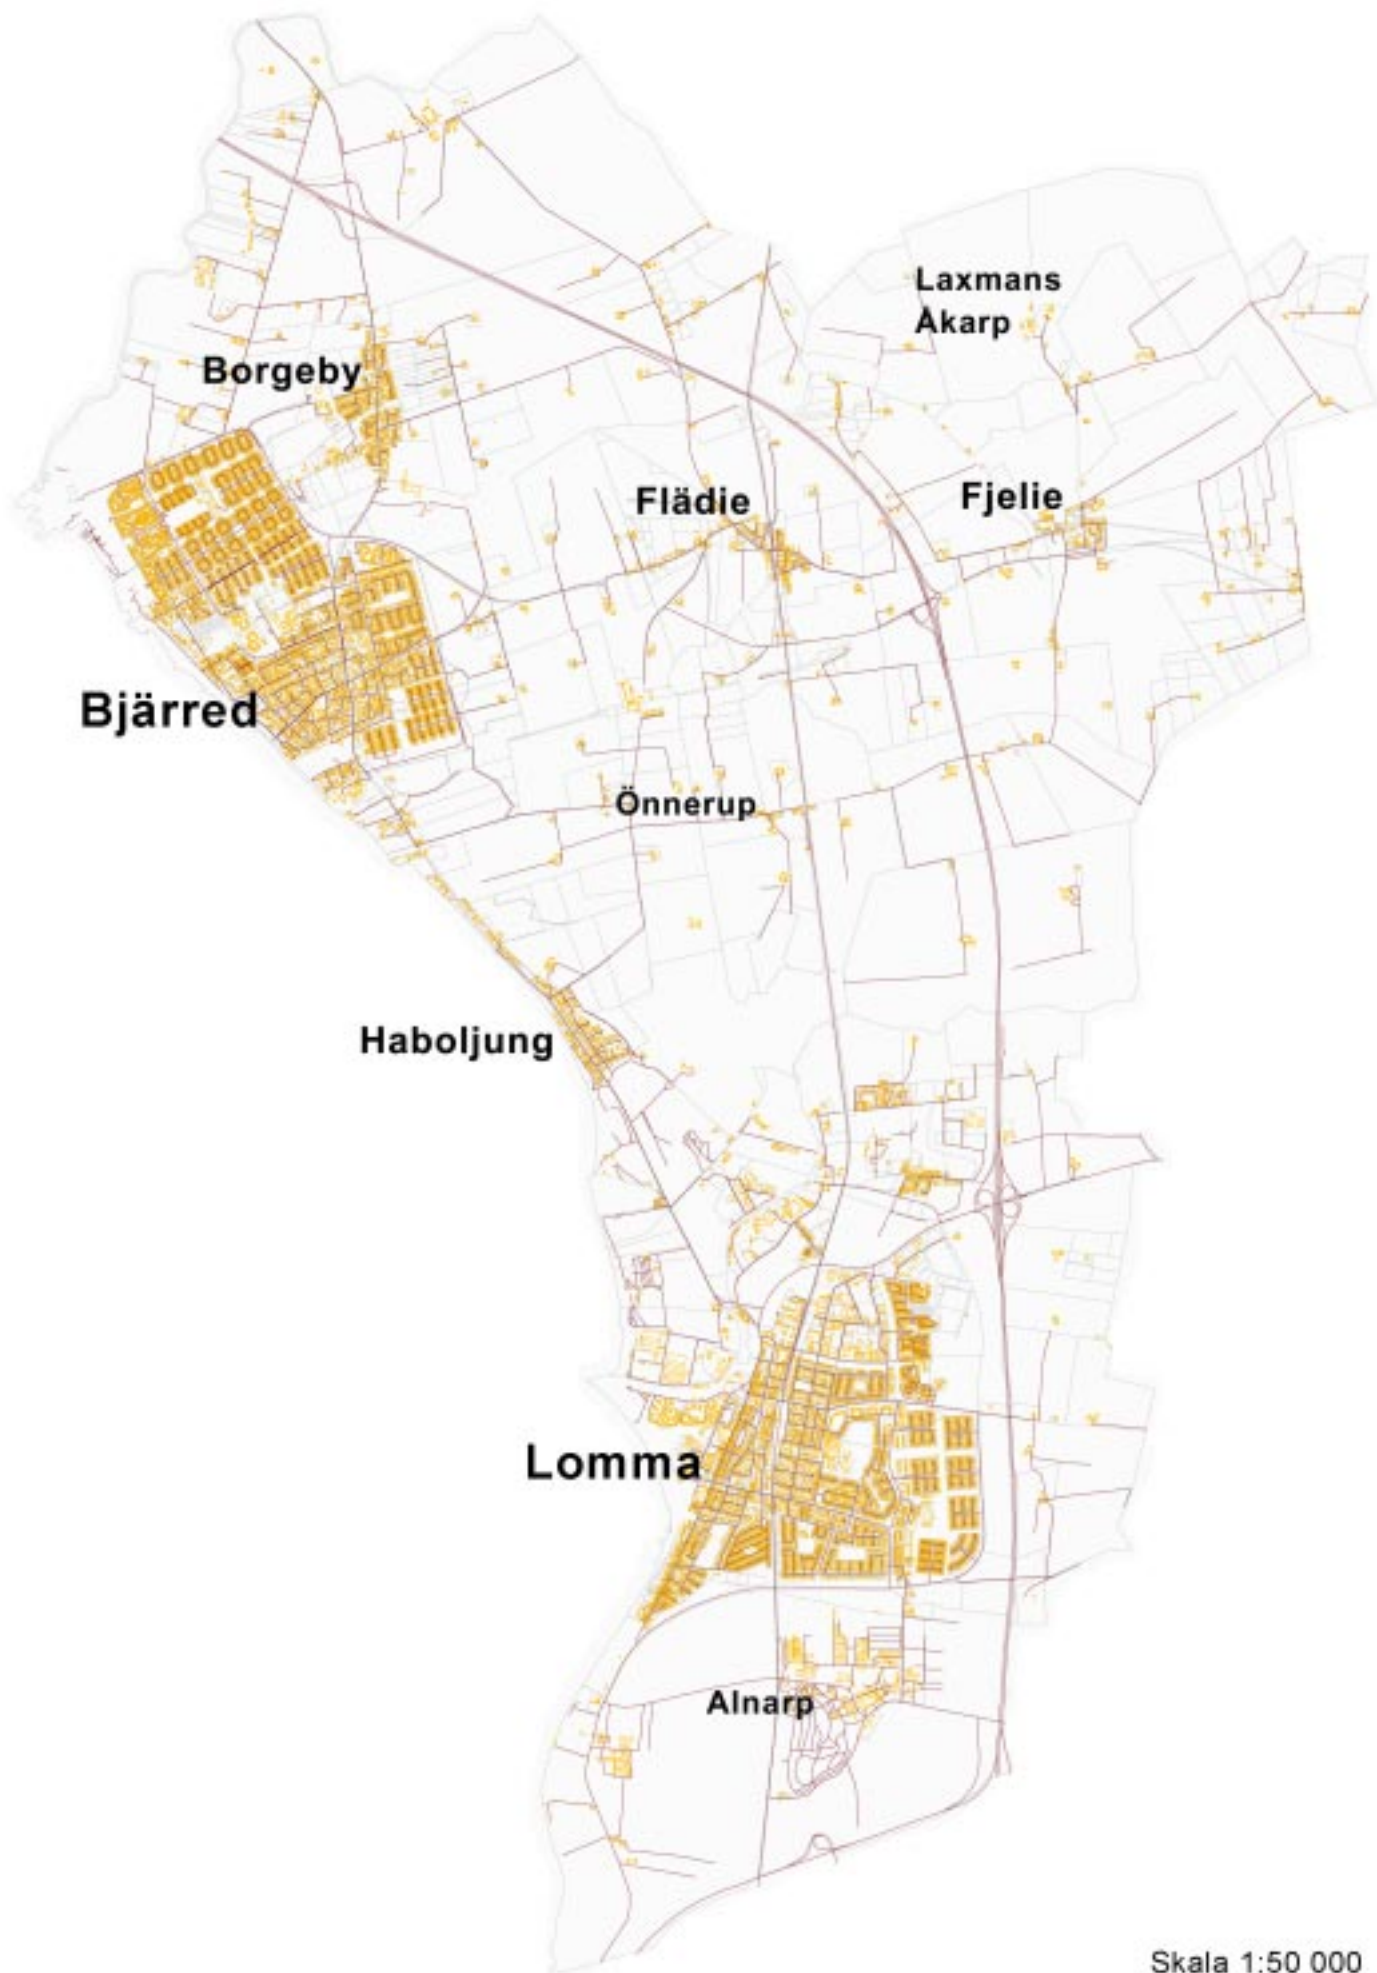 Laxmans
Åkarp
Borgeby
Flädie
Fjelie
Bjärred
Önnerup
Haboljung
Lomma
Alnarp
Skala 1:50 000